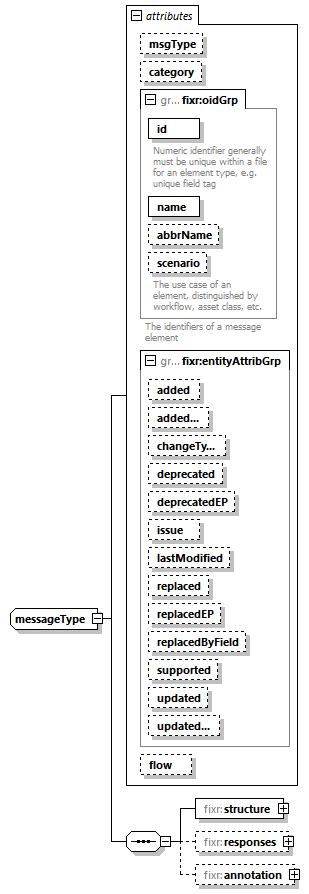 attributes
msgType
category
gr... fixr:oidGrp
id
Numeric identifier generally
must be unique within a file
for an element type, e.g.
unique field tag
name
abbrName
scenario
The use case of an
element, distinguished by
workflow, asset class, etc.
The identifiers of a message
element
gr... fixr:entityAttribGrp
added
added...
changeTy...
deprecated
deprecatedEP
issue
lastModified
replaced
replacedEP
replacedByField
supported
updated
updated...
flow
messageType
fixr:structure
fixr:responses
fixr:annotation